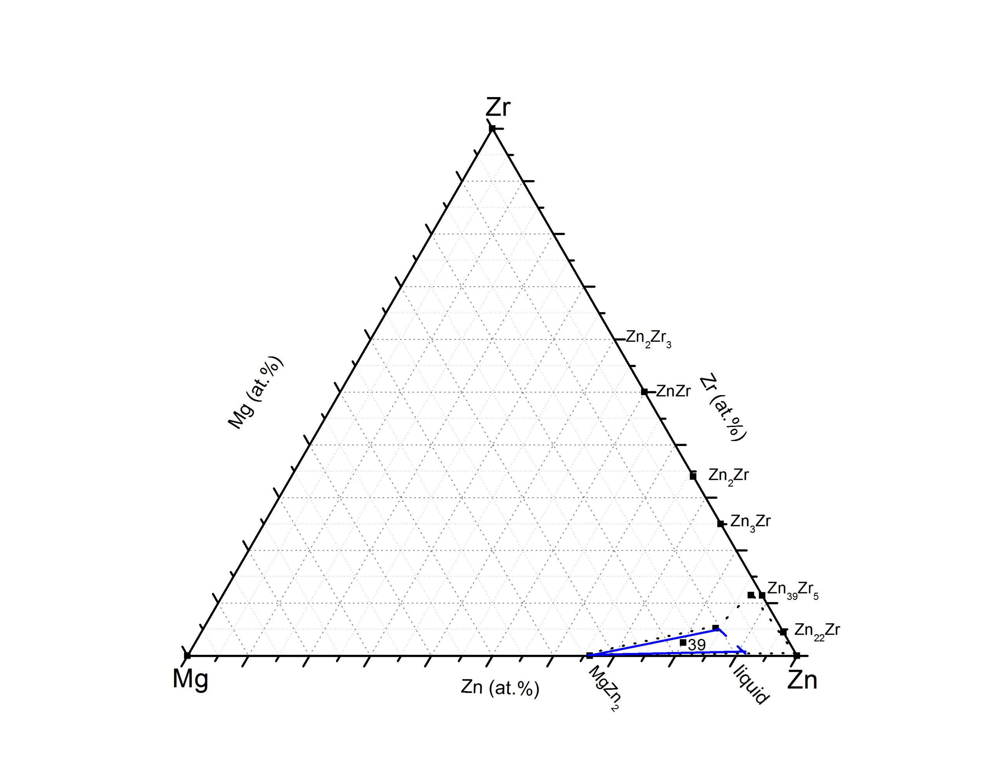 Zr
Zn2Zr3
Mg (at.%)
Zr (at.%)
ZnZr
Zn2Zr
Zn3Zr
Zn39Zr5
Zn22Zr
39
Mg
Zn (at.%)
MgZn2
liquid
Zn